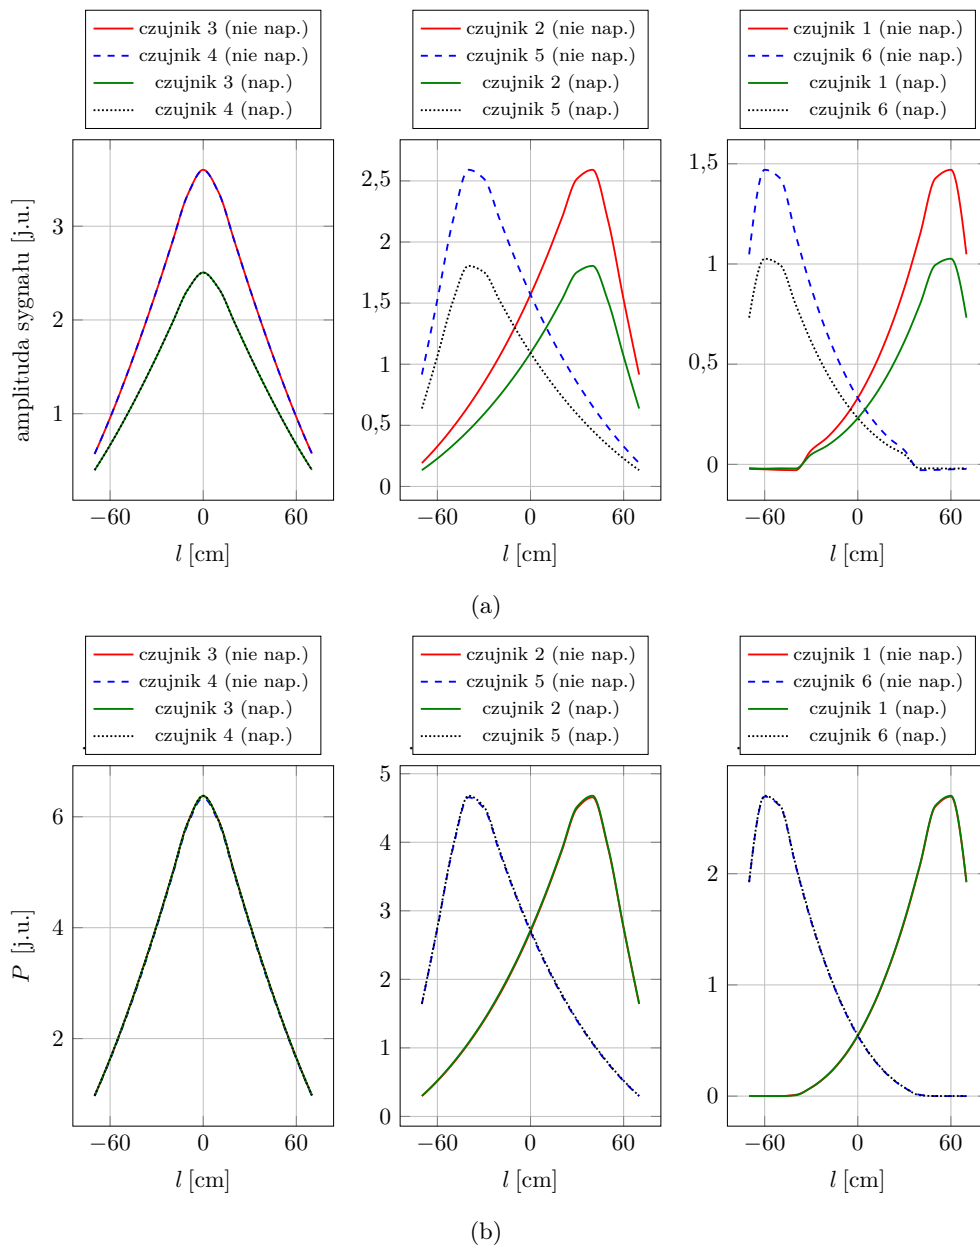 czujnik 3 (nie nap.)
czujnik 4 (nie nap.)
czujnik 3 (nap.)
czujnik 4 (nap.)
czujnik 2 (nie nap.)
czujnik 5 (nie nap.)
czujnik 2 (nap.)
czujnik 5 (nap.)
czujnik 1 (nie nap.)
czujnik 6 (nie nap.)
czujnik 1 (nap.)
czujnik 6 (nap.)
amplituda sygnału [j.u.]
3
2
1
−60 0 60
l [cm]
2,5
2
1,5
1
0,5
0
−60 0 60
l [cm]
1,5
1
0,5
0
−60 0 60
l [cm]
(a)
czujnik 3 (nie nap.)
czujnik 4 (nie nap.)
czujnik 3 (nap.)
czujnik 4 (nap.)
czujnik 2 (nie nap.)
czujnik 5 (nie nap.)
czujnik 2 (nap.)
czujnik 5 (nap.)
czujnik 1 (nie nap.)
czujnik 6 (nie nap.)
czujnik 1 (nap.)
czujnik 6 (nap.)
P [j.u.]
6
4
2
−60 0 60
l [cm]
5
4
3
2
1
0
−60 0 60
l [cm]
2
1
0
−60 0 60
l [cm]
(b)